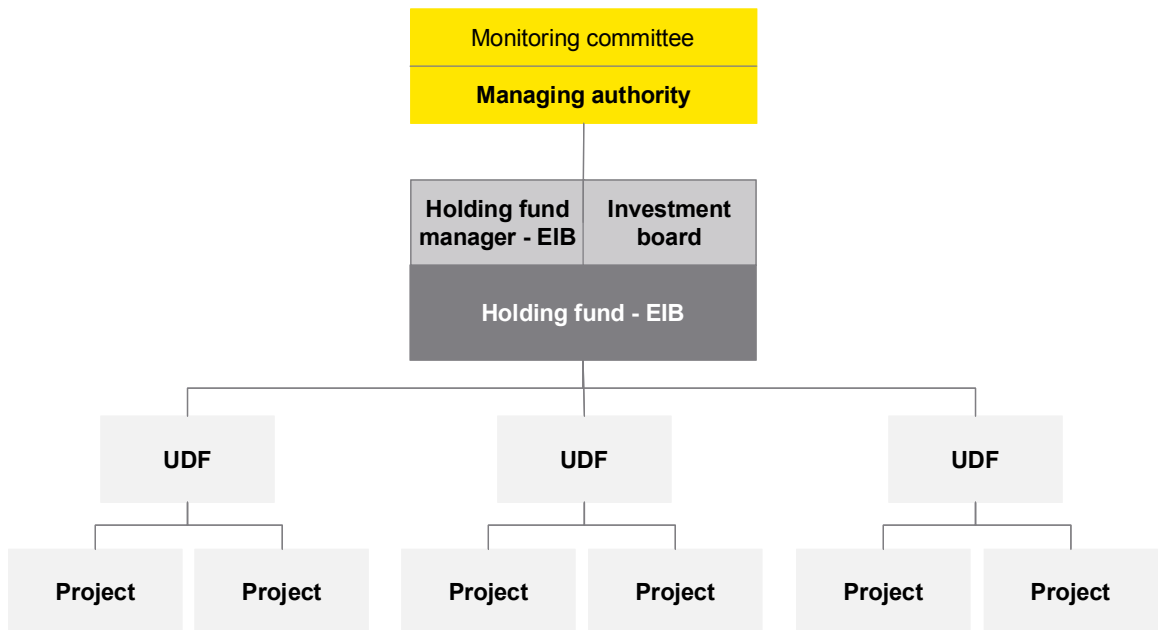 Monitoring committee
Managing authority
Holding fund
manager - EIB
Investment
board
Holding fund - EIB
UDF
UDF
UDF
Project
Project
Project
Project
Project
Project